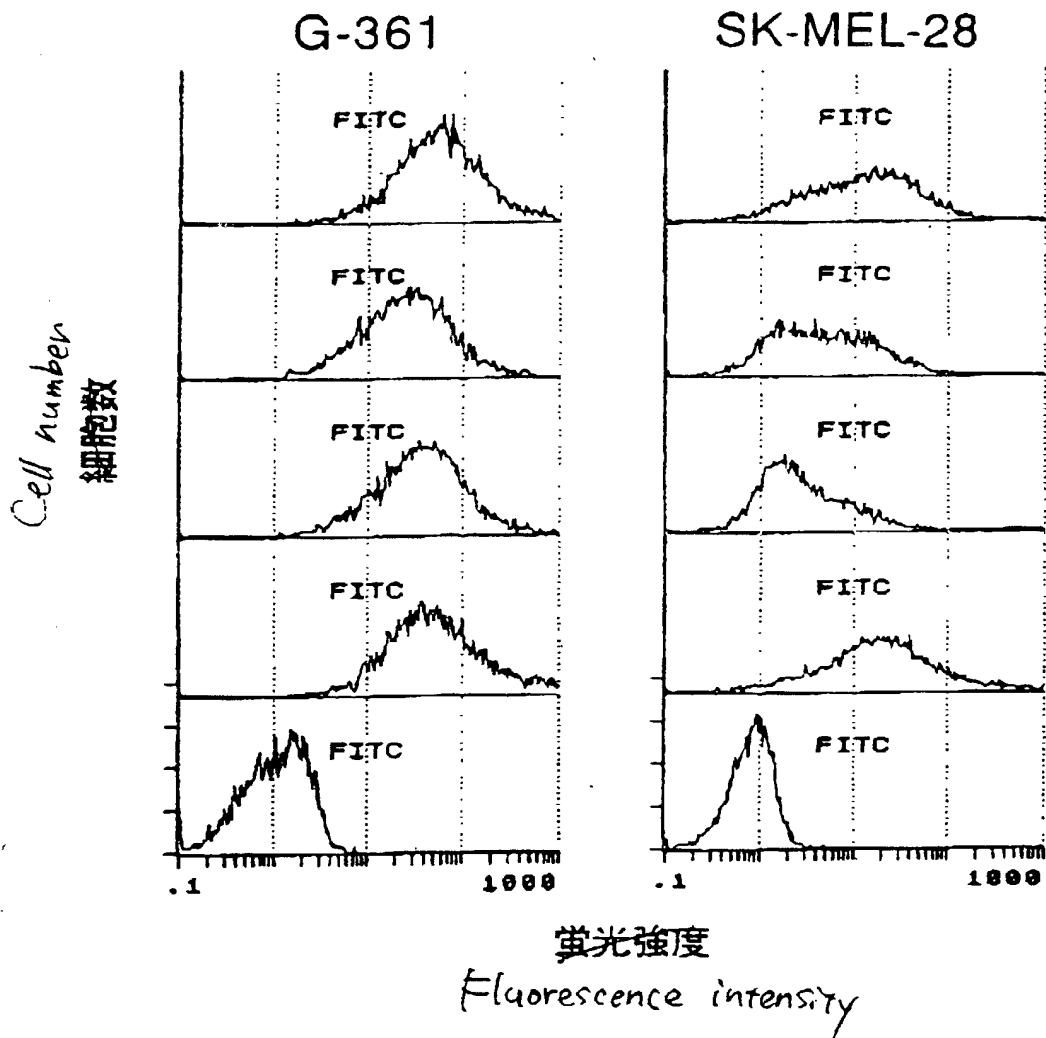 G-361 SK-MEL-28
FITC FITC
FITC FITC
Cell number
細胞数
FITC FITC
FITC FITC
FITC FITC
.1 1000 .1 1000
蛍光強度
Fluorescence intensity